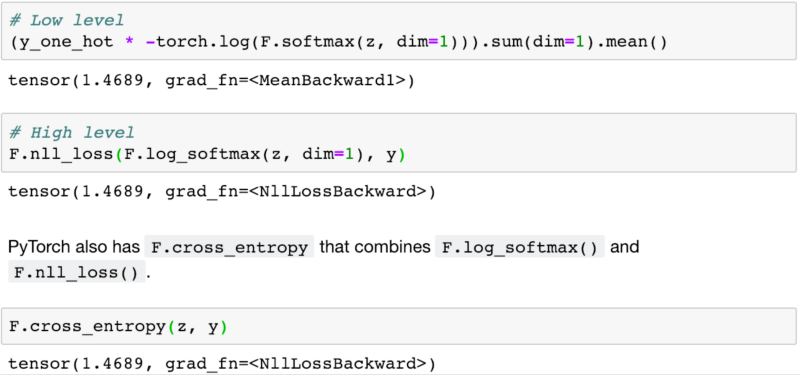 # Low level
(y_one_hot * -torch.log(F.softmax(z, dim=1))).sum(dim=1).mean()
tensor(1.4689, grad_fn=<MeanBackward1>)
# High level
F.nll_loss(F.log_softmax(z, dim=1), y)
tensor(1.4689, grad_fn=<NllLossBackward>)
PyTorch also has F.cross_entropy that combines F.log_softmax() and
F.nll_loss().
F.cross_entropy(z, y)
tensor(1.4689, grad_fn=<NllLossBackward>)